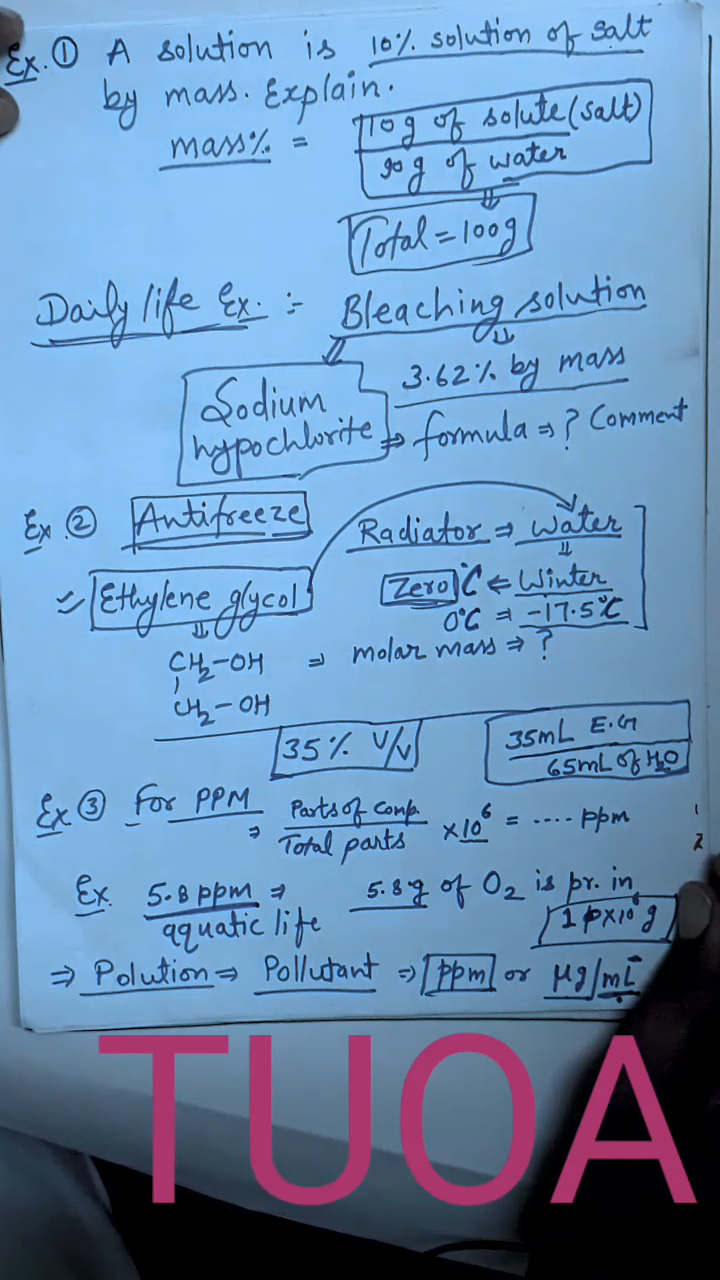 Ex. ① A solution is 10% solution of salt
by mass. Explain.
mass% = 10g of solute (salt)
90g of water
⇓
Total = 100g
Daily life Ex. :- Bleaching solution
⇓ ⇓
3.62% by mass
Sodium
hypochlorite ⇒ formula ⇒ ? Comment
Ex. ② Antifreeze
Radiator ⇒ Water
⇓
Ethylene glycol
Zero °C ⇐ Winter
0°C = -17.5°C
⇓
CH2-OH ⇒ molar mass ⇒ ?
CH2-OH
35% V/V
35mL E.G
65mL of H2O
Ex ③ For PPM
⇒ Parts of Comp. / Total parts ×10^6 = .... ppm
Ex. 5.8 ppm ⇒ 5.8g of O2 is pr. in
aquatic life
⇒ Polution ⇒ Pollutant ⇒ ppm or μg/mL
TUOA